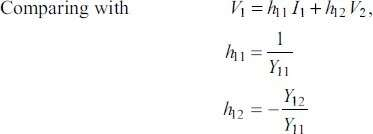 Comparing with V₁ = h₁₁ I₁ + h₁₂ V₂,
h₁₁ = 1/Y₁₁
h₁₂ = −Y₁₂/Y₁₁